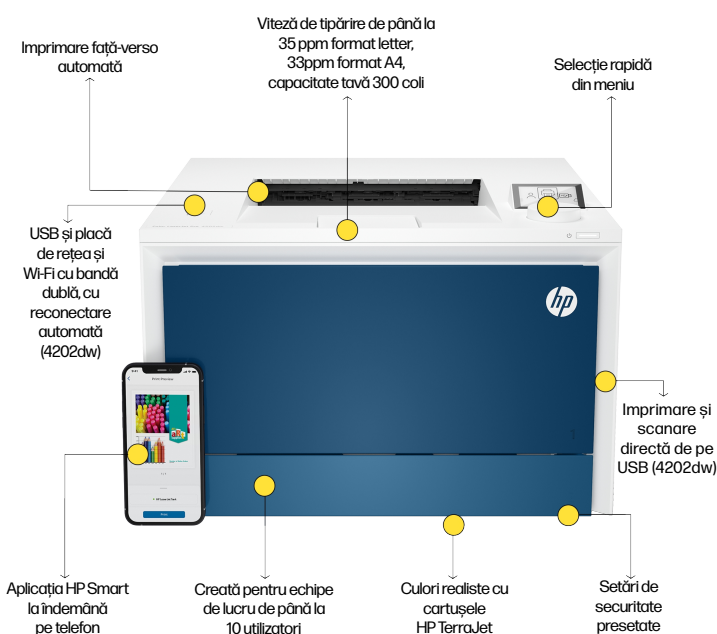 Imprimare față-verso
automată
Viteză de tipărire de până la
35 ppm format letter,
33ppm format A4,
capacitate tavă 300 coli
Selecție rapidă
din meniu
USB și placă
de rețea și
Wi-Fi cu bandă
dublă, cu
reconectare
automată
(4202dw)
hp
Imprimare și
scanare
directă de pe
USB (4202dw)
Aplicația HP Smart
la îndemână
pe telefon
Creată pentru echipe
de lucru de până la
10 utilizatori
Culori realiste cu
cartușele
HP TerraJet
Setări de
securitate
presetate